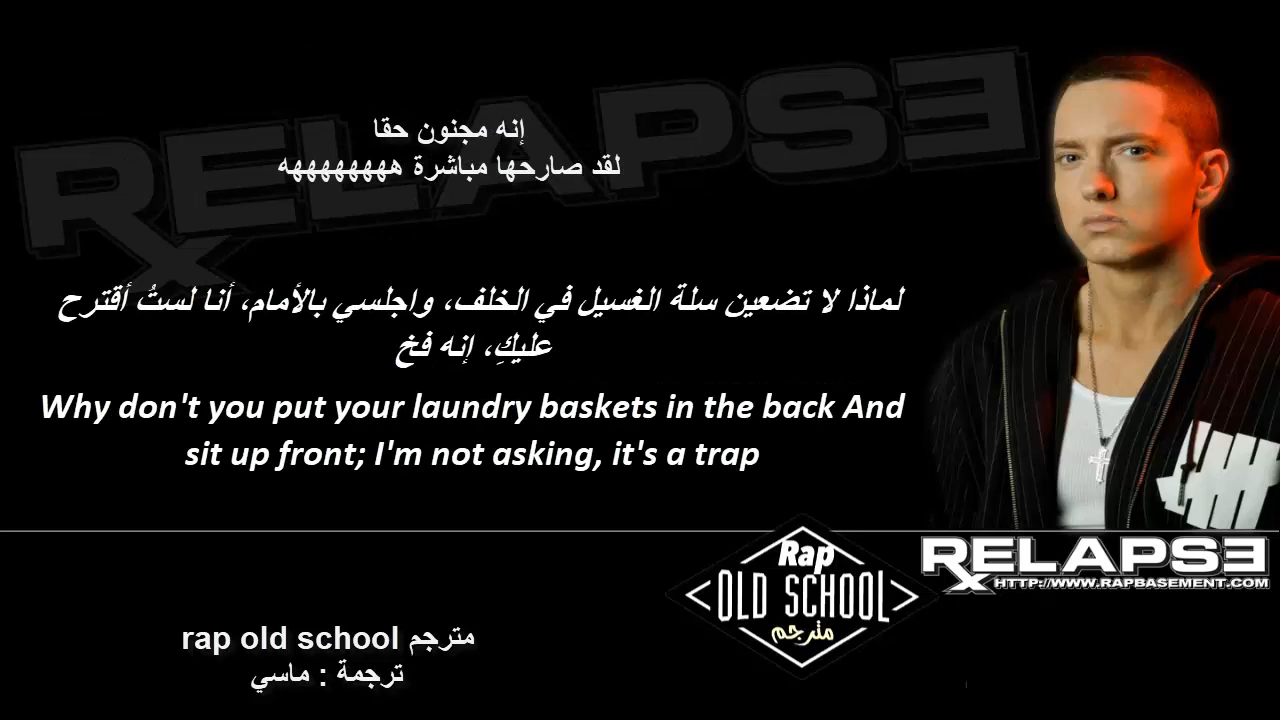 RELAPSE
إنه مجنون حقا
لقد صارحها مباشرة ههههههههه
لماذا لا تضعين سلة الغسيل في الخلف، واجلسي بالأمام، أنا لستُ أقترح
عليكِ، إنه فخ
Why don't you put your laundry baskets in the back And
sit up front; I'm not asking, it's a trap
Rap
OLD SCHOOL
مترجم
RELAPSE
HTTP://WWW.RAPBASEMENT.COM
rap old school مترجم
ترجمة : ماسي